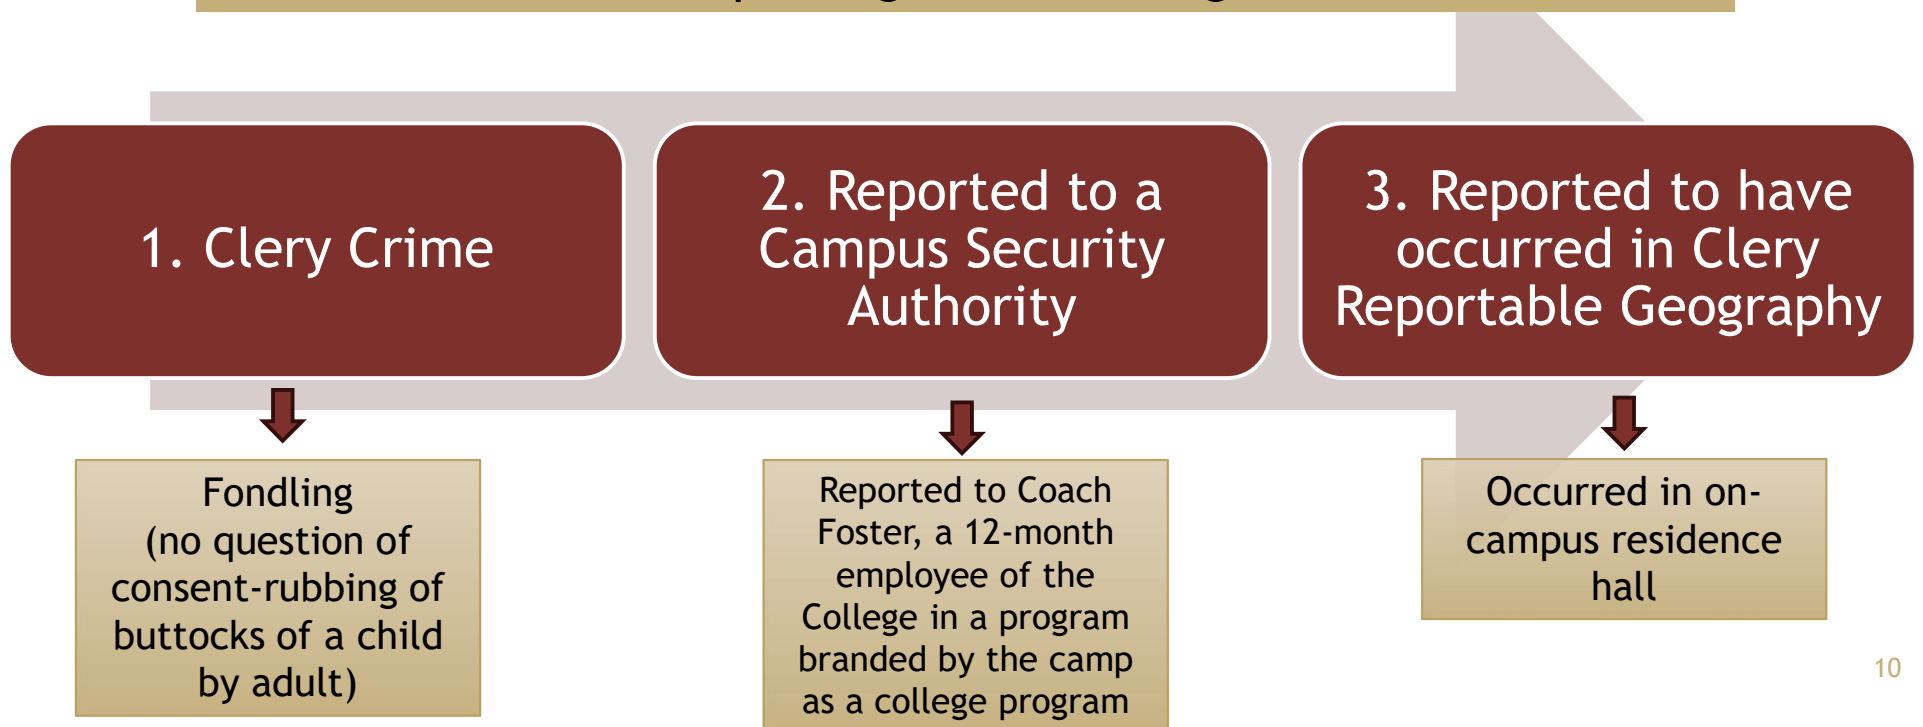 1. Clery Crime
2. Reported to a
Campus Security
Authority
3. Reported to have
occurred in Clery
Reportable Geography
Fondling
(no question of
consent-rubbing of
buttocks of a child
by adult)
Reported to Coach
Foster, a 12-month
employee of the
College in a program
branded by the camp
as a college program
Occurred in on-
campus residence
hall
10